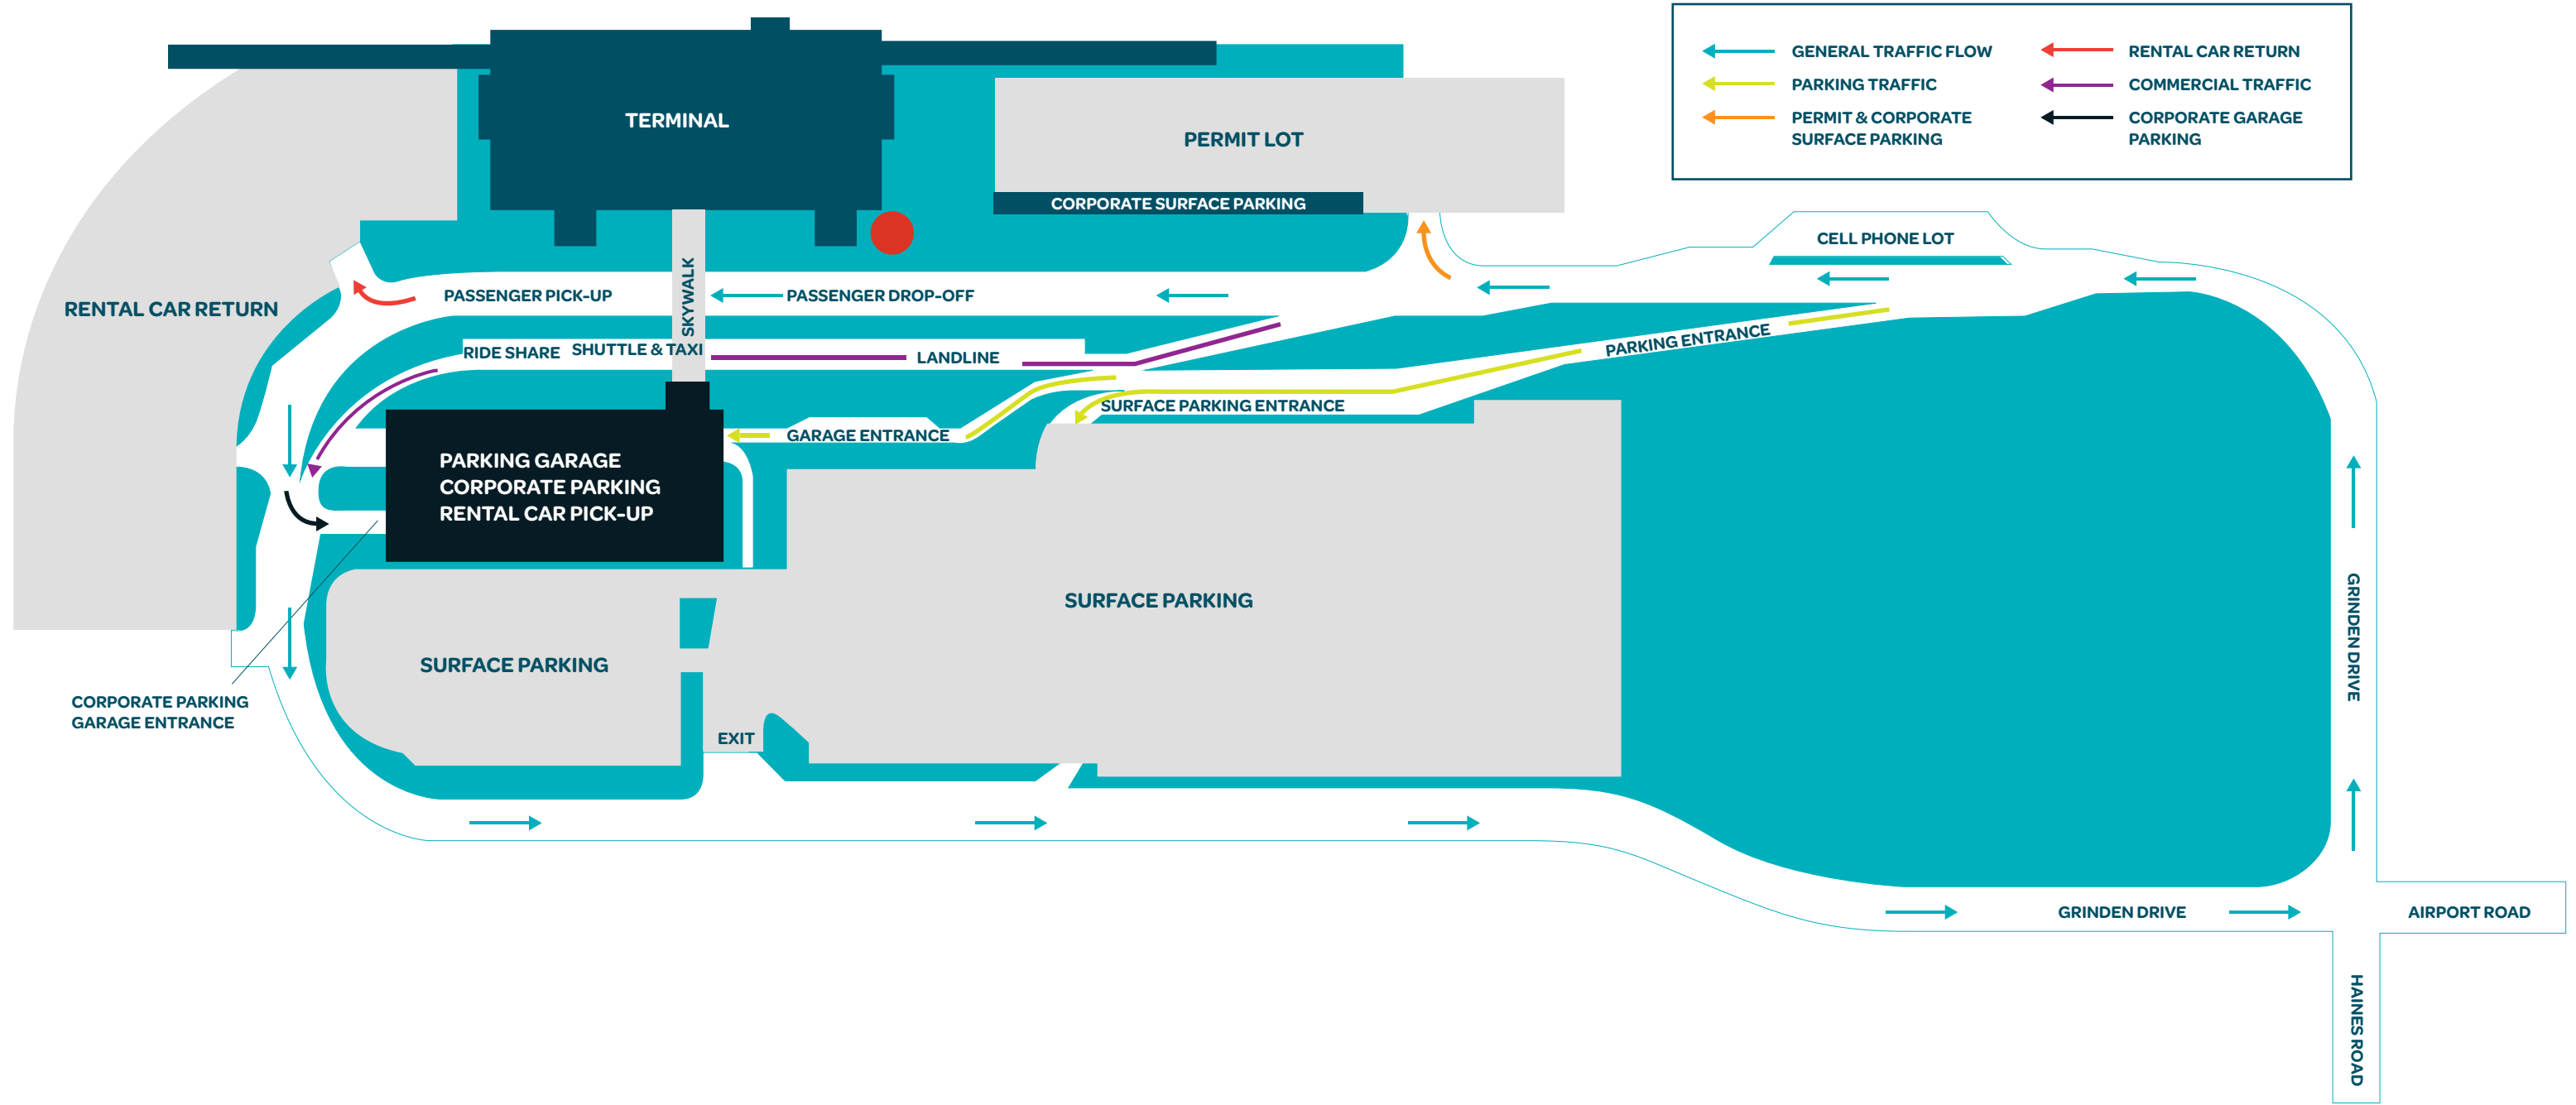 GENERAL TRAFFIC FLOW
PARKING TRAFFIC
PERMIT & CORPORATE
SURFACE PARKING
RENTAL CAR RETURN
COMMERCIAL TRAFFIC
CORPORATE GARAGE
PARKING
TERMINAL
PERMIT LOT
CORPORATE SURFACE PARKING
CELL PHONE LOT
RENTAL CAR RETURN
PASSENGER PICK-UP
SKYWALK
PASSENGER DROP-OFF
RIDE SHARE
SHUTTLE & TAXI
LANDLINE
PARKING ENTRANCE
SURFACE PARKING ENTRANCE
GARAGE ENTRANCE
PARKING GARAGE
CORPORATE PARKING
RENTAL CAR PICK-UP
SURFACE PARKING
SURFACE PARKING
CORPORATE PARKING
GARAGE ENTRANCE
EXIT
GRINDEN DRIVE
GRINDEN DRIVE
AIRPORT ROAD
HAINES ROAD